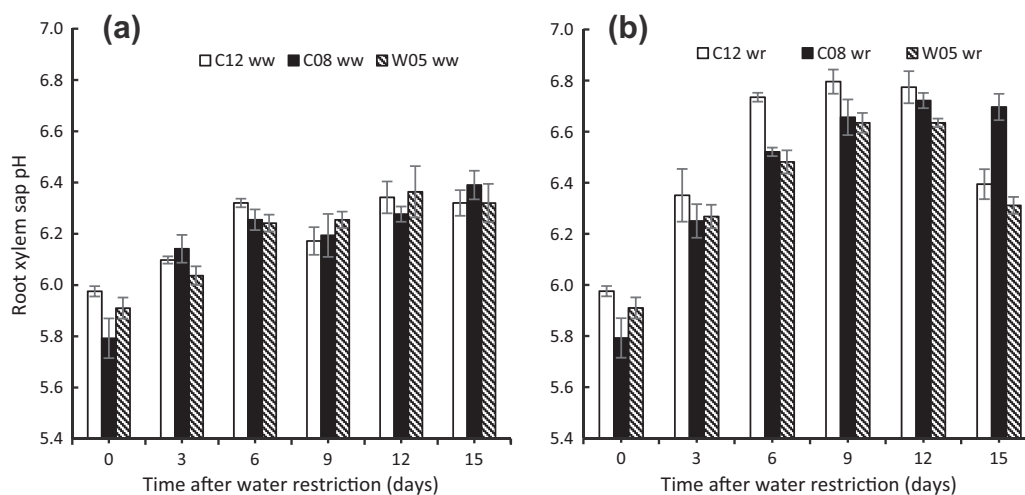 (a)
C12 ww C08 ww W05 ww
Root xylem sap pH
7.0
6.8
6.6
6.4
6.2
6.0
5.8
5.6
5.4
0 3 6 9 12 15
Time after water restriction (days)
(b)
C12 wr C08 wr W05 wr
7.0
6.8
6.6
6.4
6.2
6.0
5.8
5.6
5.4
0 3 6 9 12 15
Time after water restriction (days)